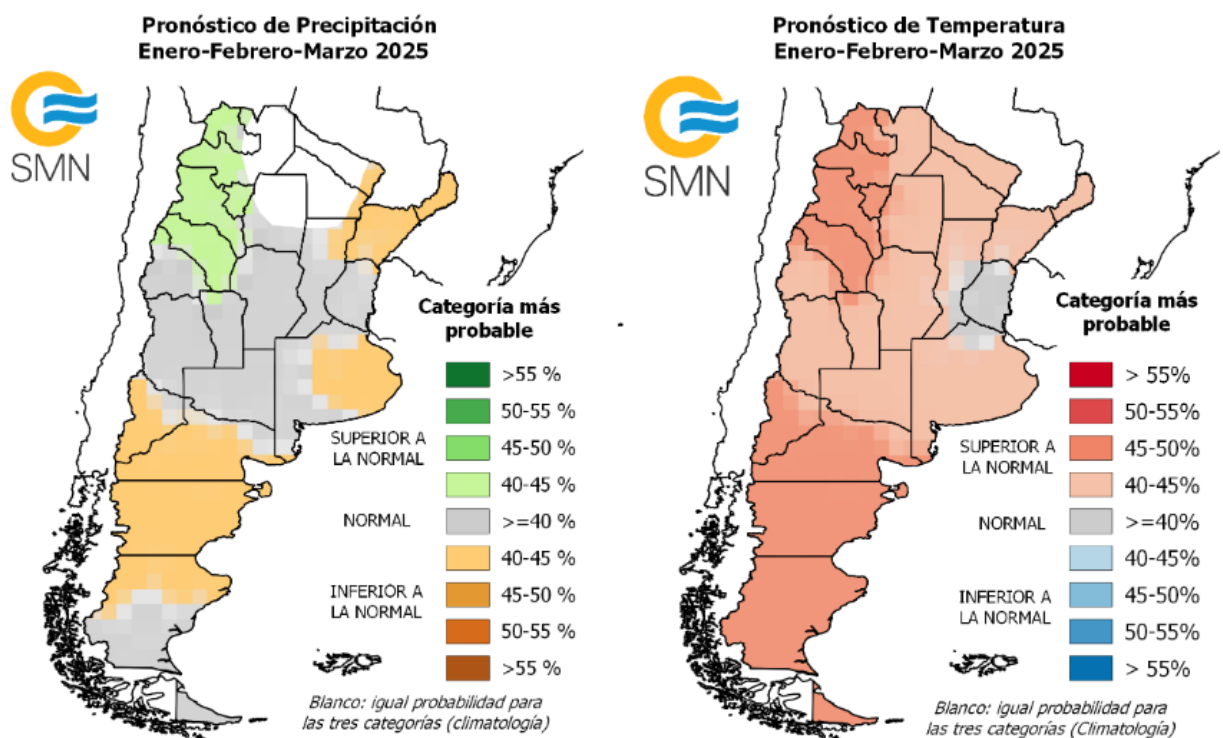 Pronóstico de Precipitación
Enero-Febrero-Marzo 2025
SMN
Categoría más
probable
>55 %
50-55 %
45-50 %
40-45 %
>=40 %
40-45 %
45-50 %
50-55 %
>55 %
SUPERIOR A
LA NORMAL
NORMAL
INFERIOR A
LA NORMAL
Blanco: igual probabilidad para
las tres categorías (climatología)
Pronóstico de Temperatura
Enero-Febrero-Marzo 2025
SMN
Categoría más
probable
> 55%
50-55%
45-50%
40-45%
>=40%
40-45%
45-50%
50-55%
> 55%
SUPERIOR A
LA NORMAL
NORMAL
INFERIOR A
LA NORMAL
Blanco: igual probabilidad para
las tres categorías (Climatología)